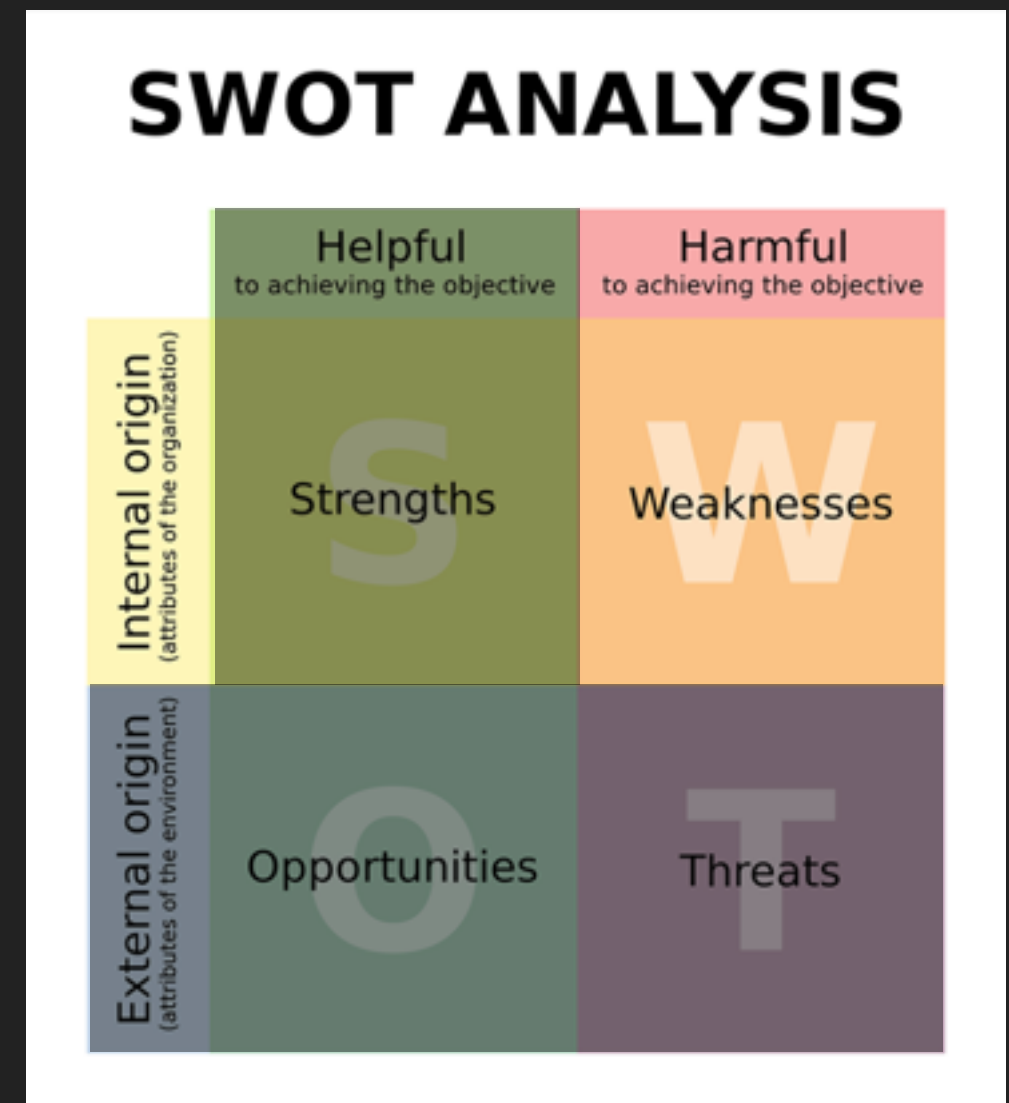 SWOT ANALYSIS
Helpful
to achieving the objective
Harmful
to achieving the objective
Internal origin
(attributes of the organization)
S
Strengths
W
Weaknesses
External origin
(attributes of the environment)
O
Opportunities
T
Threats